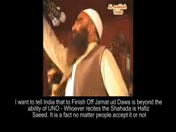 I want to tell India that to Finish Off Jamat ud Dawa is beyond the
ability of UNO - Whoever recites the Shahada is Hafiz
Saeed. It is a fact no matter people accept it or not